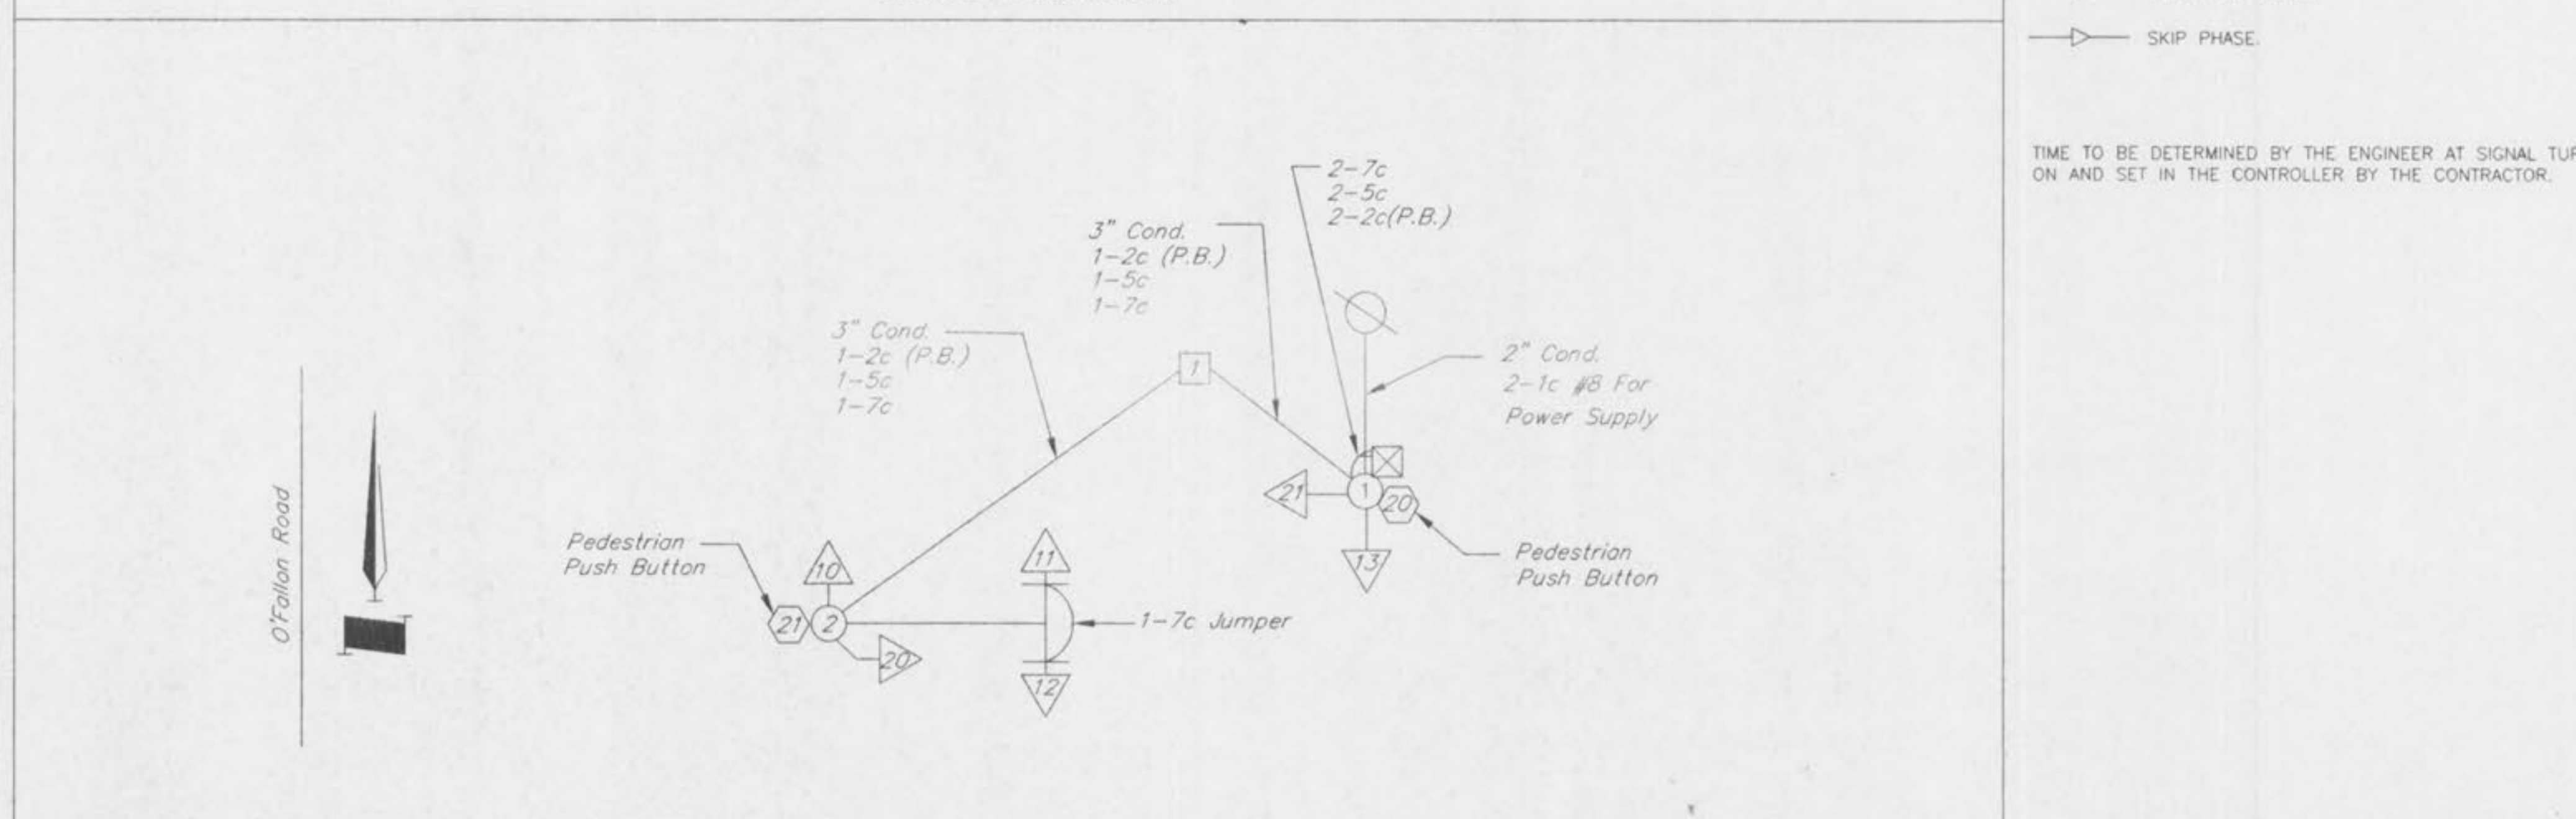 SKIP PHASE.
TIME TO BE DETERMINED BY THE ENGINEER AT SIGNAL
ON AND SET IN THE CONTROLLER BY THE CONTRACTOR.
2-7c
2-5c
2-2c(P.B.)
3" Cond.
1-2c (P.B.)
1-5c
1-7c
3" Cond.
1-2c (P.B.)
1-5c
1-7c
1
2" Cond.
2-1c #8 For
Power Supply
21
1
20
13
Pedestrian
Push Button
O'Fallon Road
Pedestrian
Push Button
10
21
2
20
11
12
1-7c Jumper